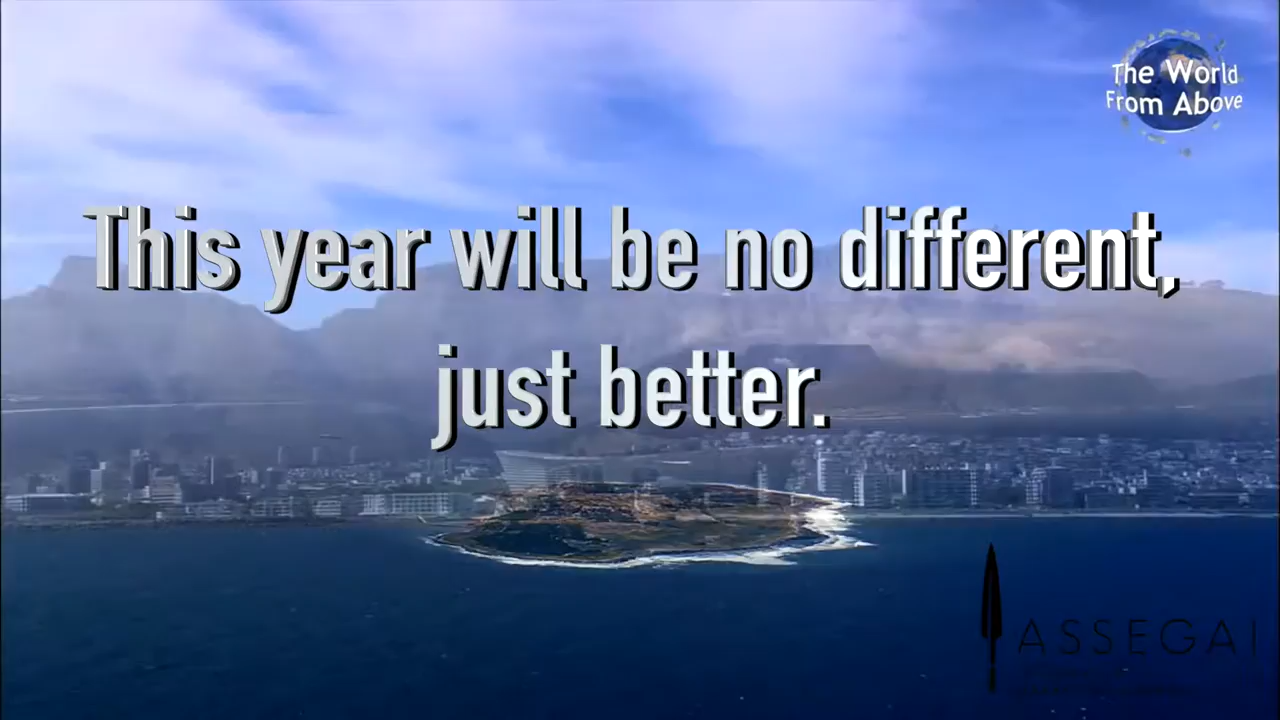 The World
From Above
This year will be no different,
just better.
ASSEGAI